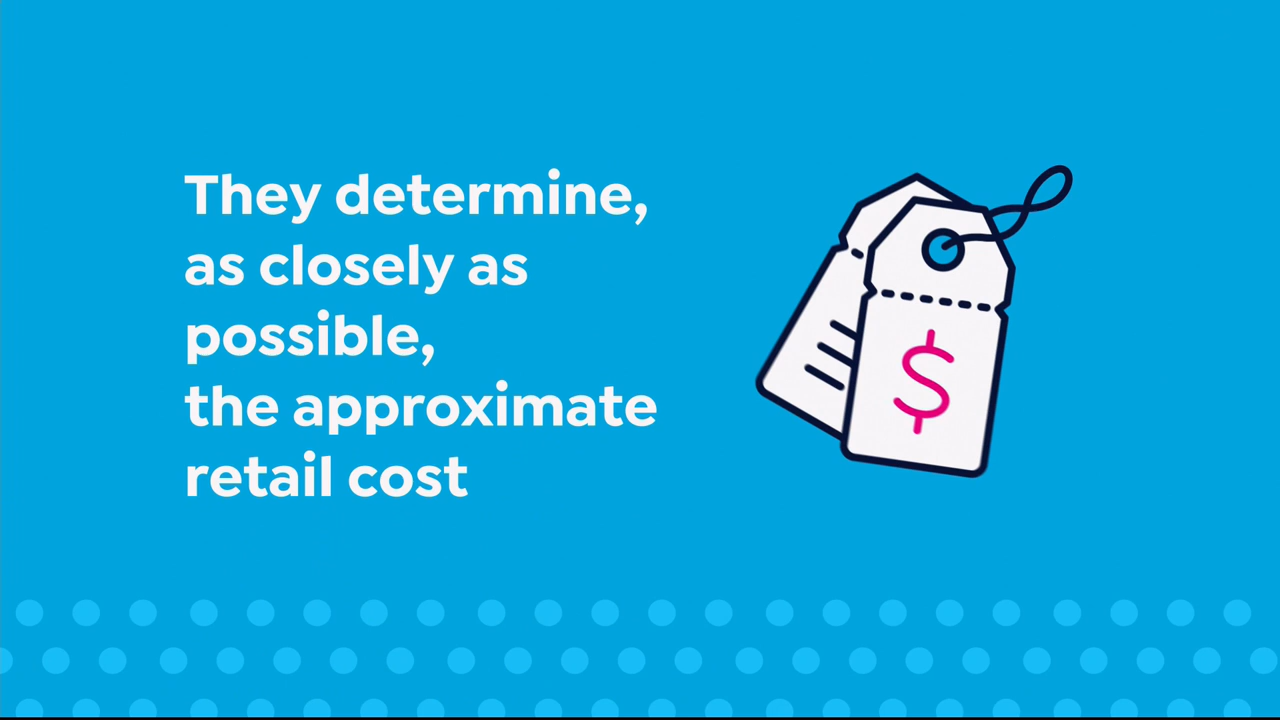 They determine,
as closely as
possible,
the approximate
retail cost
$